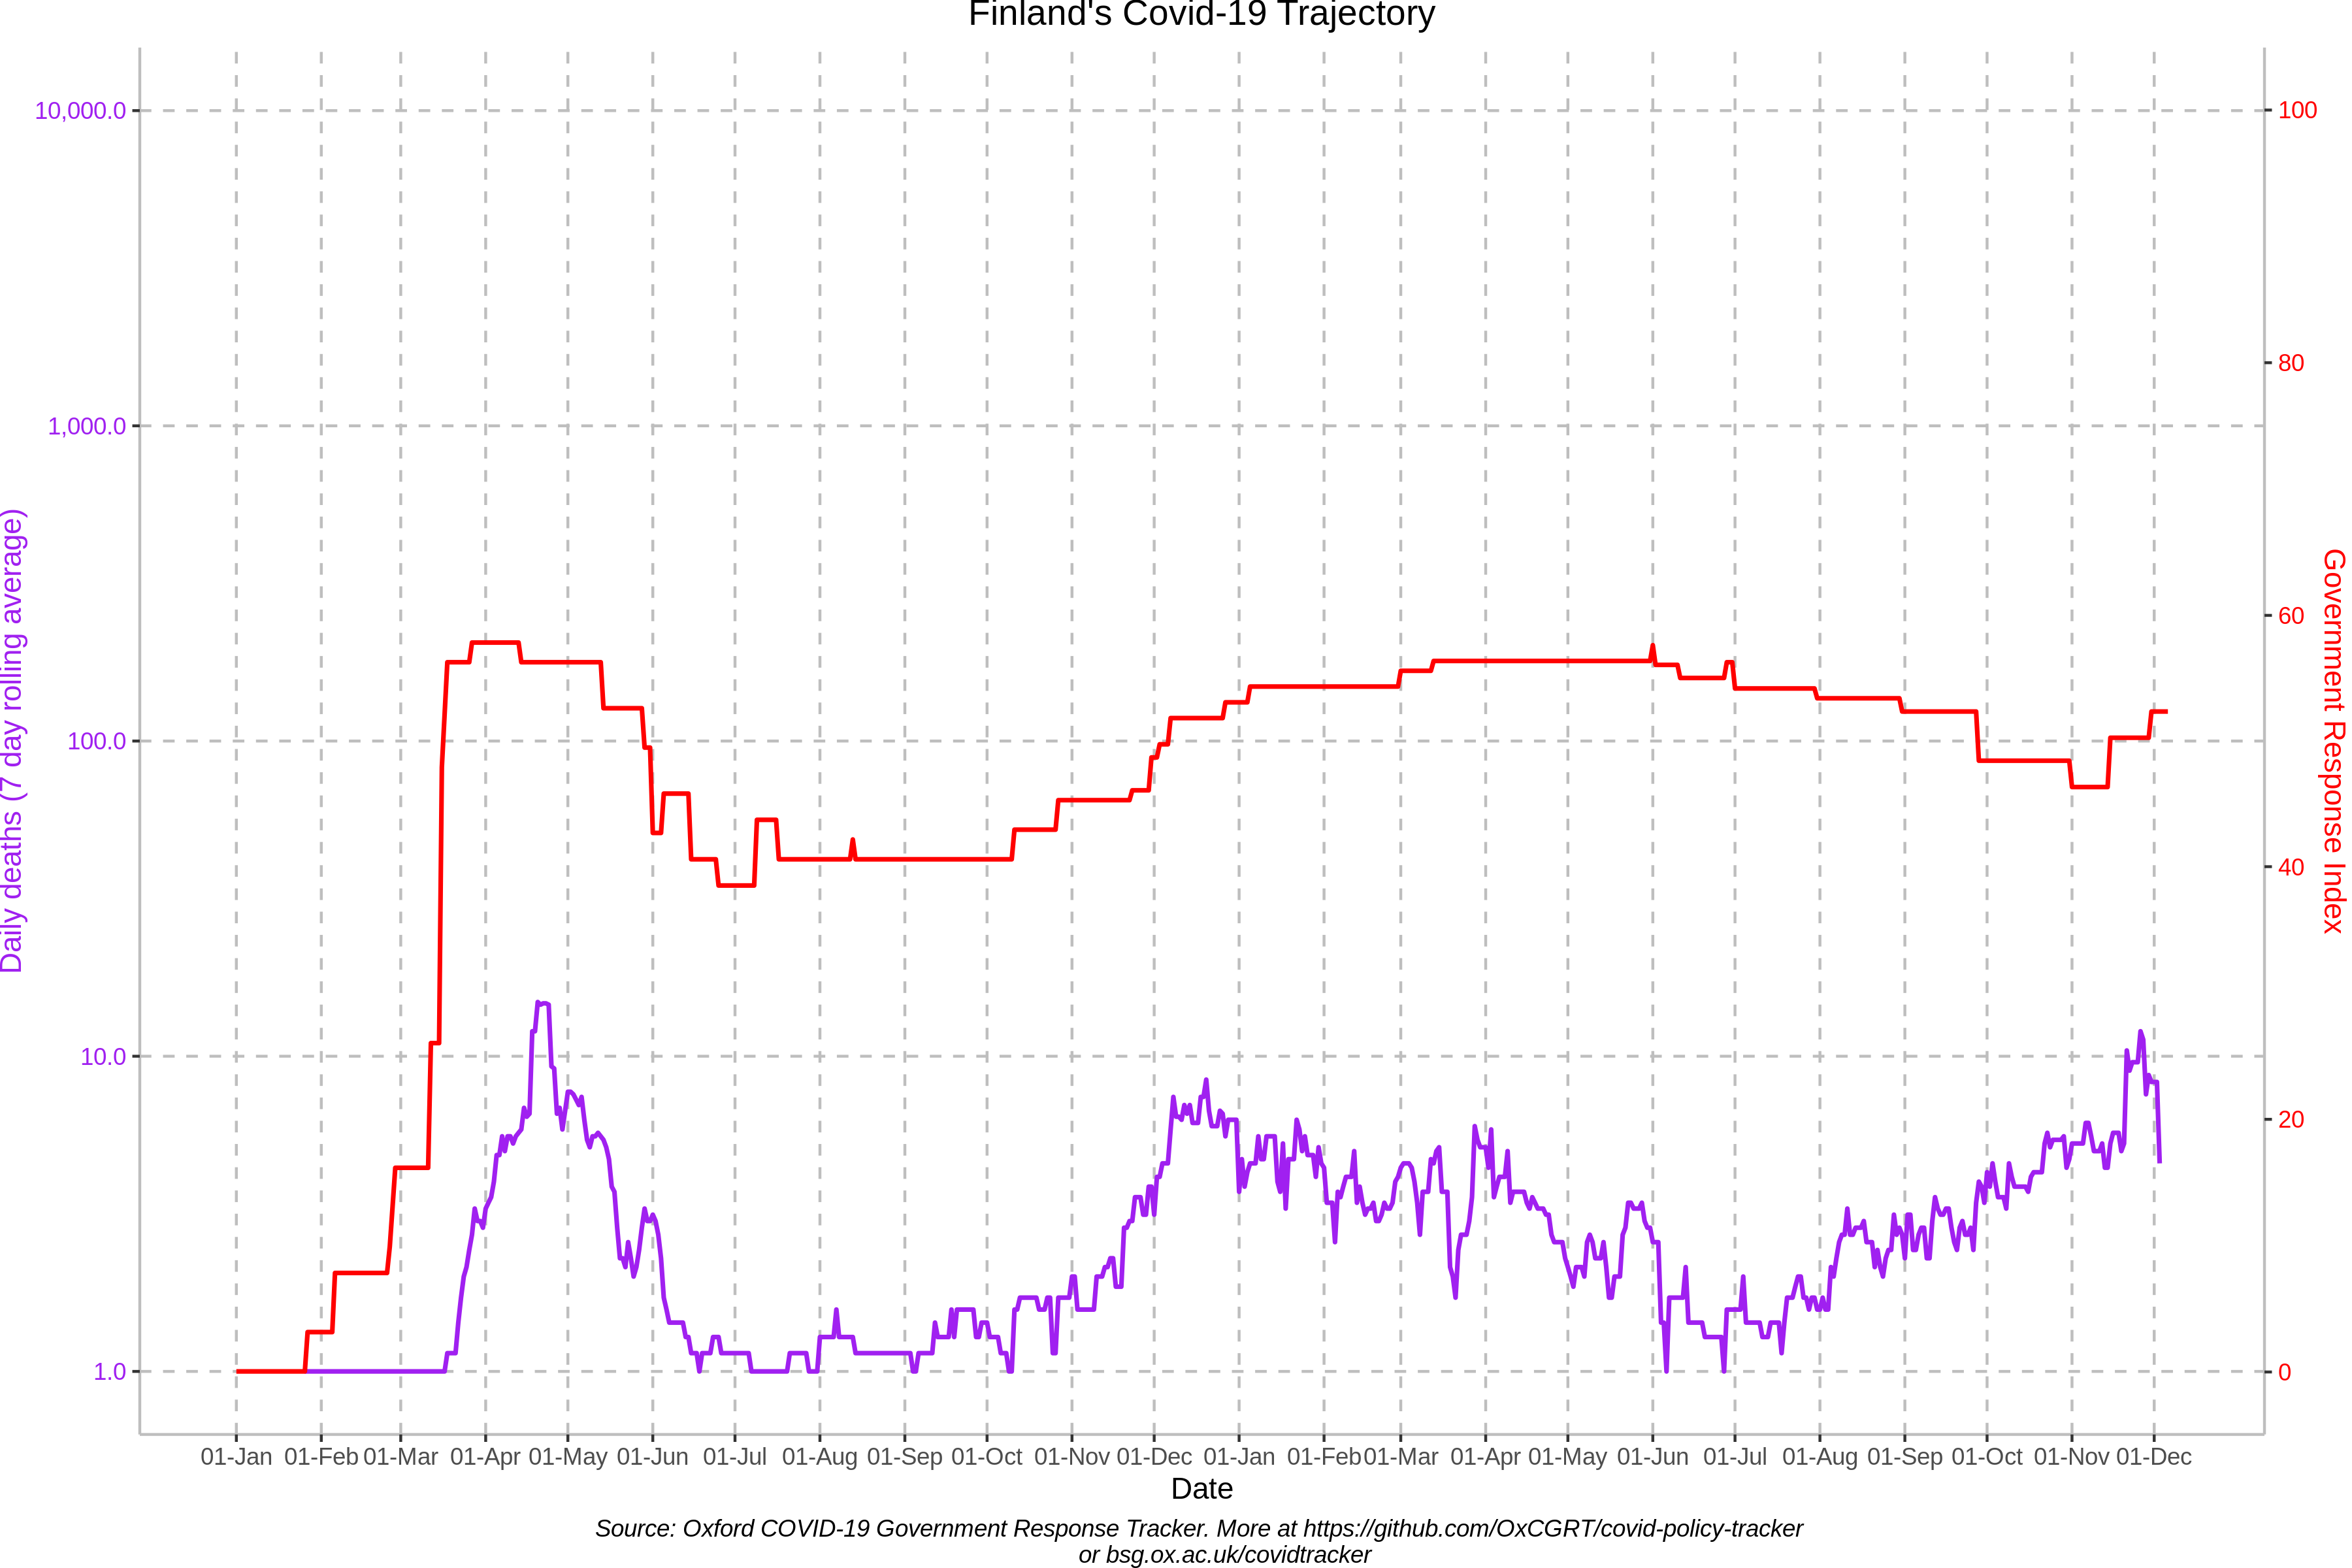 Finland's Covid-19 Trajectory
10,000.0
1,000.0
100.0
10.0
1.0
Daily deaths (7 day rolling average)
100
80
60
40
20
0
Government Response Index
01-Jan 01-Feb 01-Mar 01-Apr 01-May 01-Jun 01-Jul 01-Aug 01-Sep 01-Oct 01-Nov 01-Dec 01-Jan 01-Feb 01-Mar 01-Apr 01-May 01-Jun 01-Jul 01-Aug 01-Sep 01-Oct 01-Nov 01-Dec
Date
Source: Oxford COVID-19 Government Response Tracker. More at https://github.com/OxCGRT/covid-policy-tracker
or bsg.ox.ac.uk/covidtracker